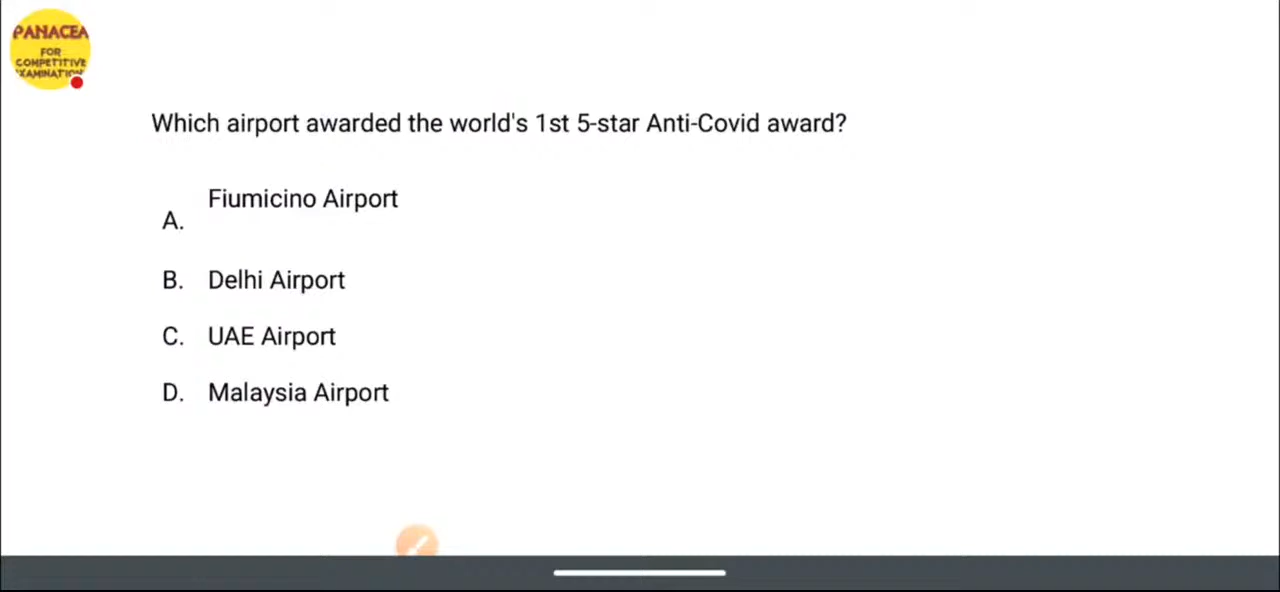 PANACEA
FOR
COMPETITIVE
EXAMINATION
Which airport awarded the world's 1st 5-star Anti-Covid award?
Fiumicino Airport
A.
B. Delhi Airport
C. UAE Airport
D. Malaysia Airport